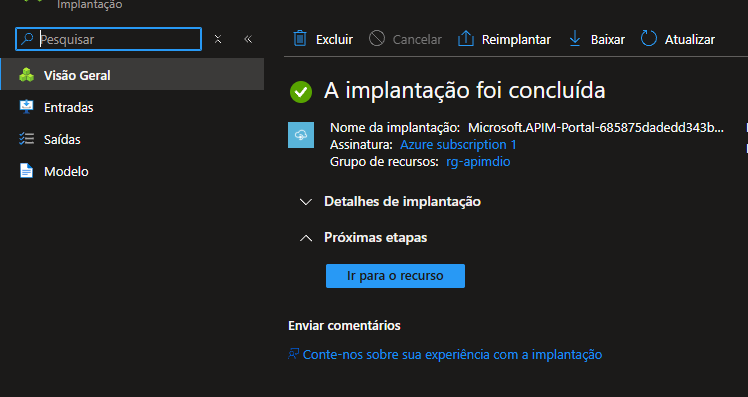 Implantação
Pesquisar
Excluir Cancelar Reimplantar Baixar Atualizar
Visão Geral
Entradas
Saídas
Modelo
A implantação foi concluída
Nome da implantação: Microsoft.APIM-Portal-685875dadedd343b...
Assinatura: Azure subscription 1
Grupo de recursos: rg-apimdio
Detalhes de implantação
Próximas etapas
Ir para o recurso
Enviar comentários
Conte-nos sobre sua experiência com a implantação